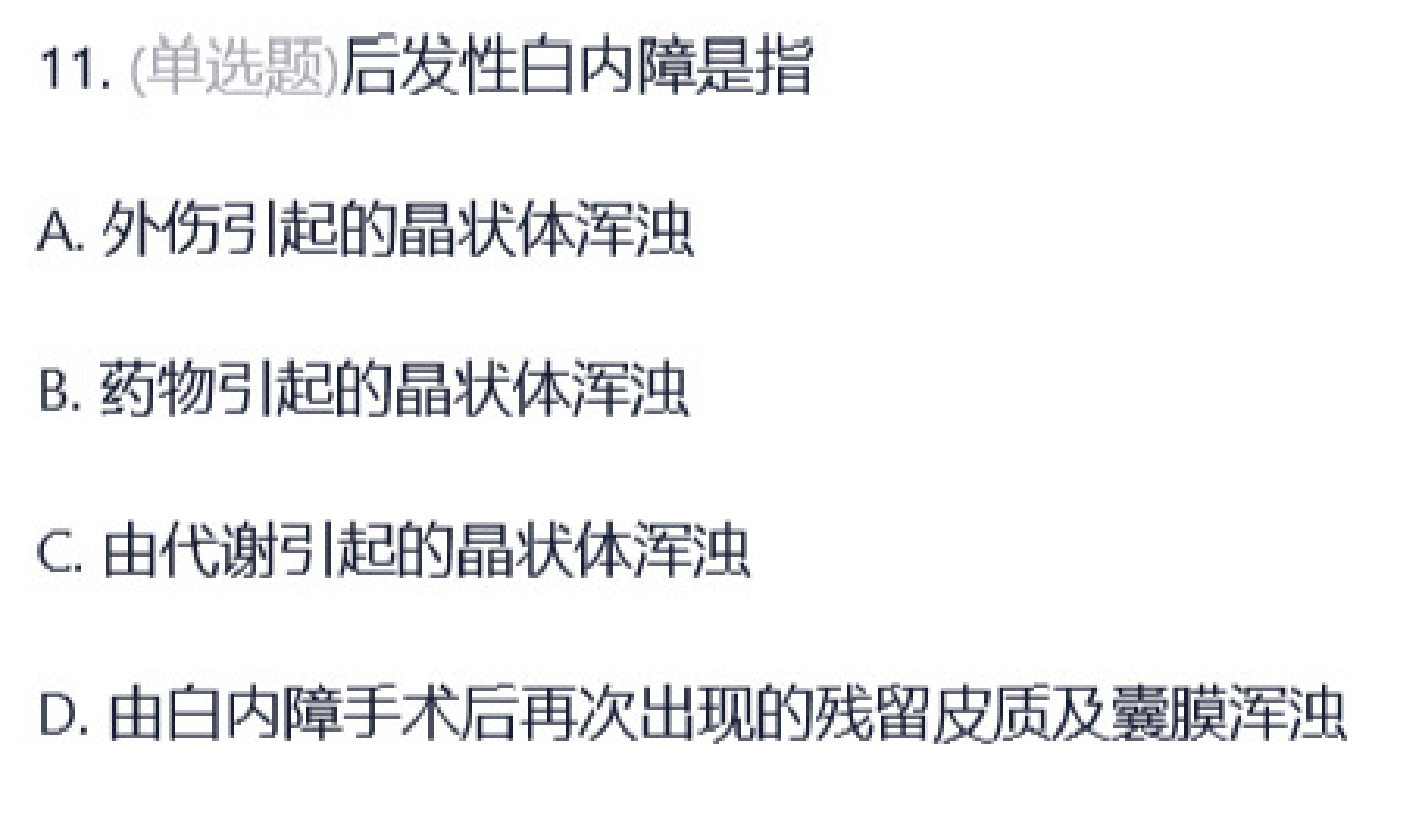 11. (单选题)后发性白内障是指
A. 外伤引起的晶状体浑浊
B. 药物引起的晶状体浑浊
C. 由代谢引起的晶状体浑浊
D. 由白内障手术后再次出现的残留皮质及囊膜浑浊